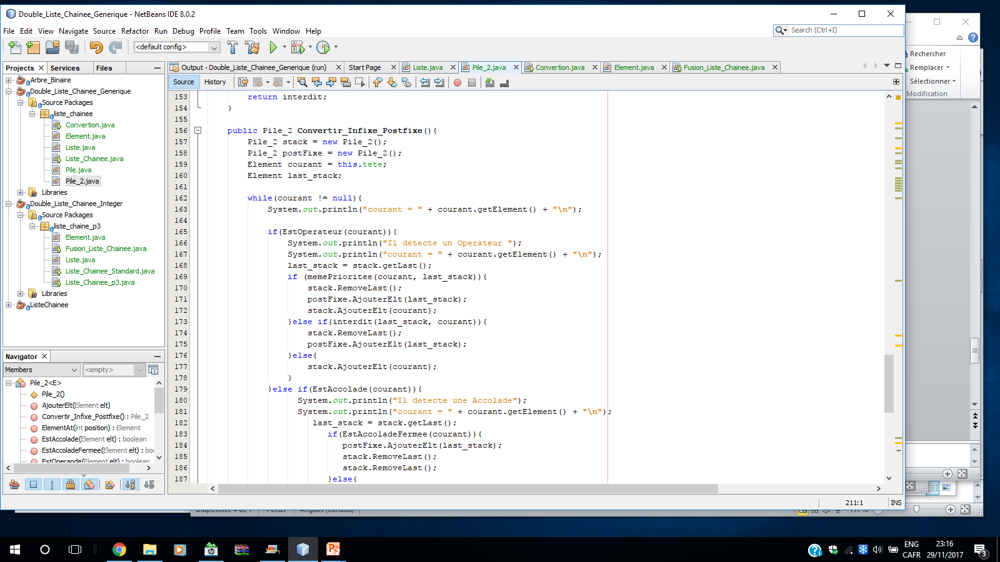 Double_Liste_Chainee_Generique - NetBeans IDE 8.0.2
File Edit View Navigate Source Refactor Run Debug Profile Team Tools Window Help
Search (Ctrl+I)
<default config>
Projects Services Files
Output - Double_Liste_Chainee_Generique (run) Start Page Liste.java Pile_2.java Convertion.java Element.java Fusion_Liste_Chainee.java
Source History
Arbre_Binaire
Double_Liste_Chainee_Generique
Source Packages
liste_chainee
Convertion.java
Element.java
Liste.java
Liste_Chainee.java
Pile.java
Pile_2.java
Libraries
Double_Liste_Chainee_Integer
Source Packages
liste_chaine_p3
Element.java
Fusion_Liste_Chainee.java
Liste.java
Liste_Chainee_Standard.java
Liste_Chainee_p3.java
Libraries
ListeChainee
Navigator
Members
<empty>
Pile_2<E>
Pile_2()
AjouterElt(Element elt)
Convertir_Infixe_Postfixe() : Pile_2
ElementAt(int position) : Element
EstAccolade(Element elt) : boolean
EstAccoladeFermee(Element elt) : boo
EstOperande(Element elt) : boolean
153 return interdit;
154 }
155
156 public Pile_2 Convertir_Infixe_Postfixe(){
157 Pile_2 stack = new Pile_2();
158 Pile_2 postFixe = new Pile_2();
159 Element courant = this.tete;
160 Element last_stack;
161
162 while(courant != null){
163 System.out.println("courant = " + courant.getElement() + "\n");
164
165 if(EstOperateur(courant)){
166 System.out.println("Il detecte un Operateur ");
167 System.out.println("courant = " + courant.getElement() + "\n");
168 last_stack = stack.getLast();
169 if (memePrioritee(courant, last_stack)){
170 stack.RemoveLast();
171 postFixe.AjouterElt(last_stack);
172 stack.AjouterElt(courant);
173 }else if(interdit(last_stack, courant)){
174 stack.RemoveLast();
175 postFixe.AjouterElt(last_stack);
176 }else{
177 stack.AjouterElt(courant);
178 }
179 }else if(EstAccolade(courant)){
180 System.out.println("Il detecte une Accolade");
181 System.out.println("courant = " + courant.getElement() + "\n");
182 last_stack = stack.getLast();
183 if(EstAccoladeFermee(courant)){
184 postFixe.AjouterElt(last_stack);
185 stack.RemoveLast();
186 stack.RemoveLast();
187 }else{
211:1 INS
Rechercher
Remplacer
Sélectionner
Modification
Diapositive 4 de 7 Focus Anglais (Canada)
117 %
ENG
CAFR
23:16
29/11/2017
3